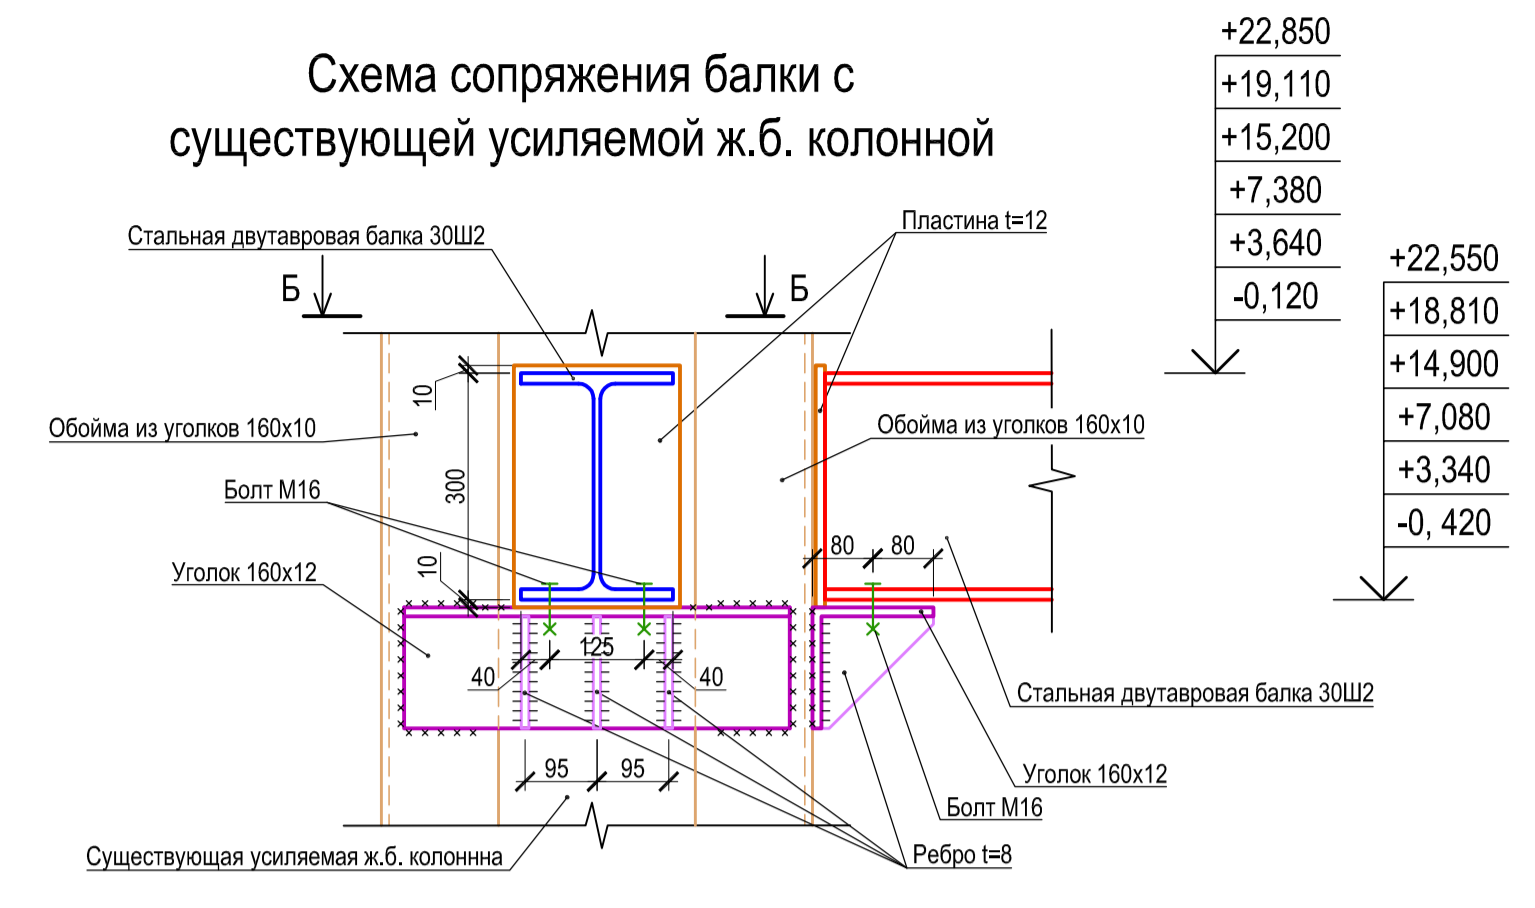 Схема сопряжения балки с
существующей усиляемой ж.б. колонной
+22,850
+19,110
+15,200
+7,380
+3,640
-0,120
+22,550
+18,810
+14,900
+7,080
+3,340
-0, 420
Стальная двутавровая балка 30Ш2
Пластина t=12
Б
Б
10
Обойма из уголков 160х10
Обойма из уголков 160х10
300
Болт М16
80
80
10
Уголок 160х12
125
40
40
Стальная двутавровая балка 30Ш2
95
95
Уголок 160х12
Болт М16
Ребро t=8
Существующая усиляемая ж.б. колоннна